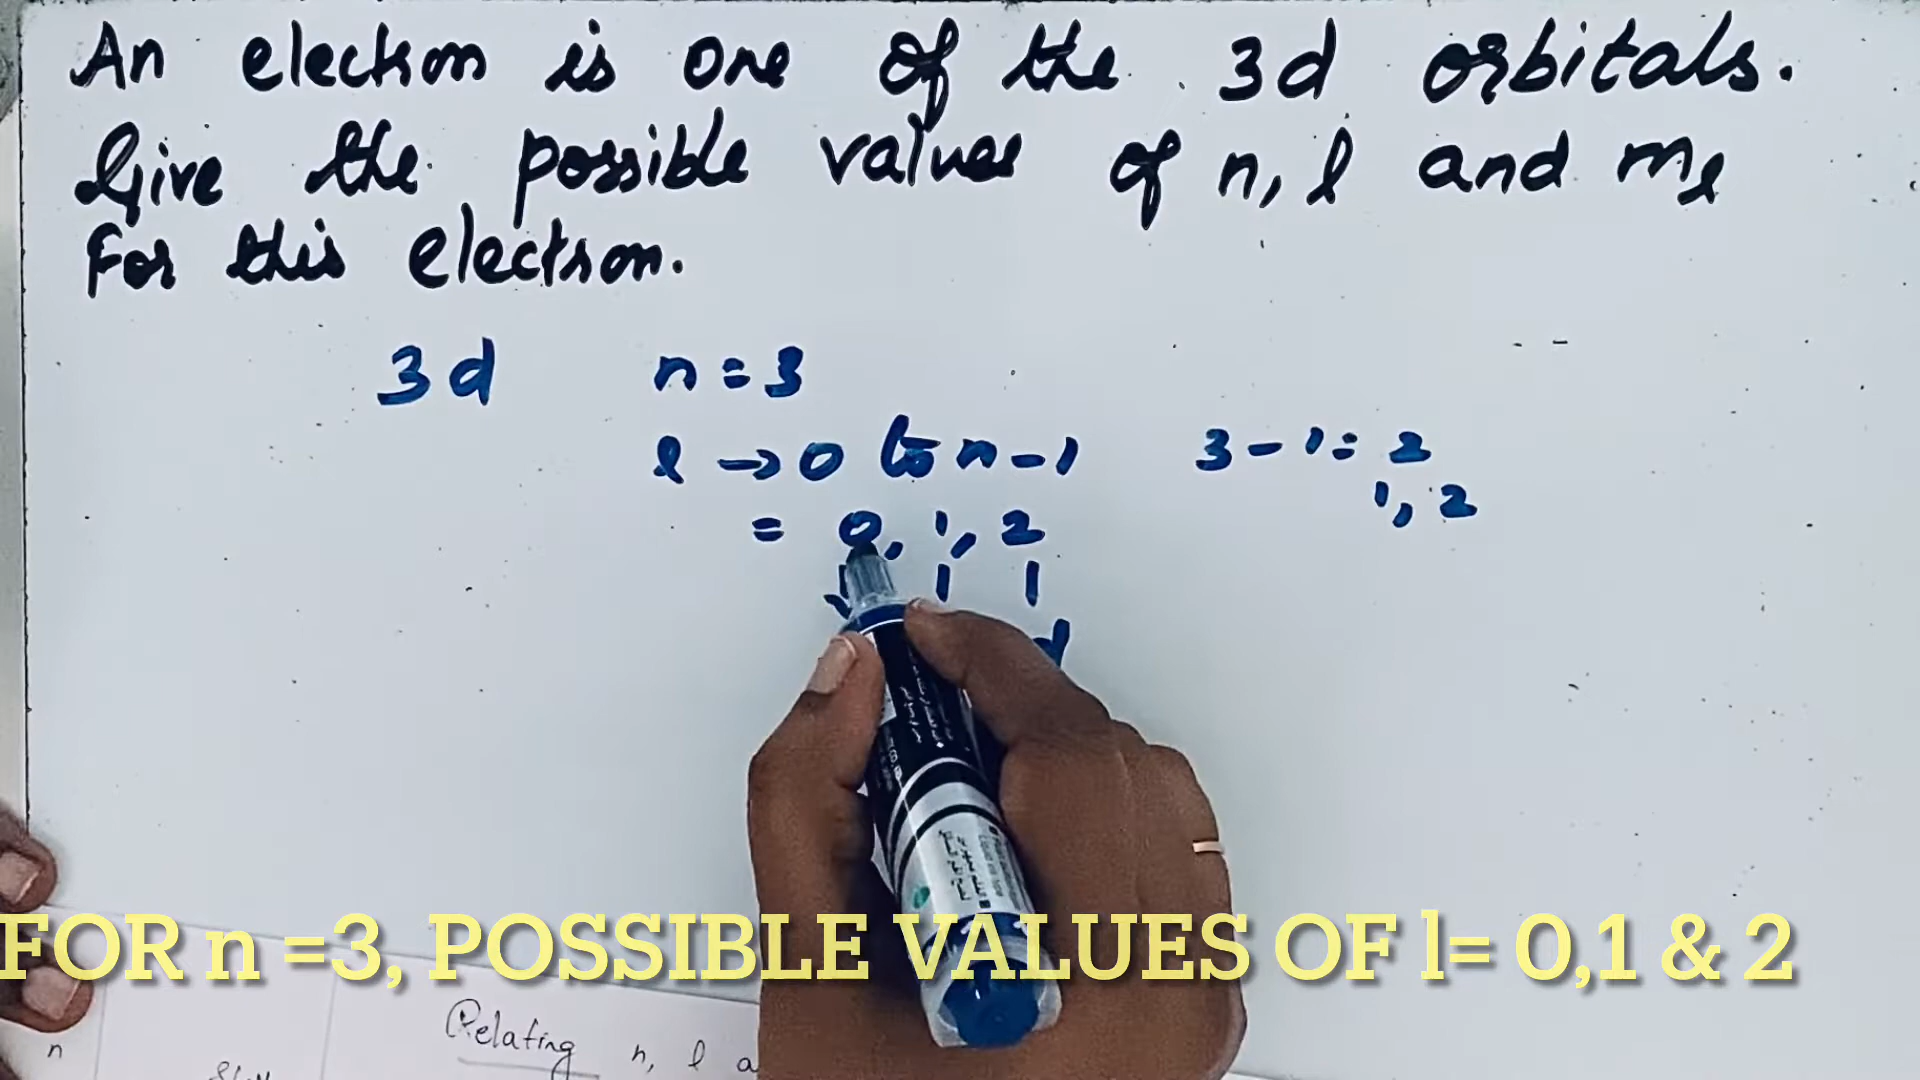 An electron is one of the 3d orbitals.
Give the possible values of n, l and ml
For this electron.
3d n=3
l → 0 to n-1 3-1= 2
1, 2
= 0, 1, 2
d
FOR n =3, POSSIBLE VALUES OF l= 0,1 & 2
Relating n, l a
n